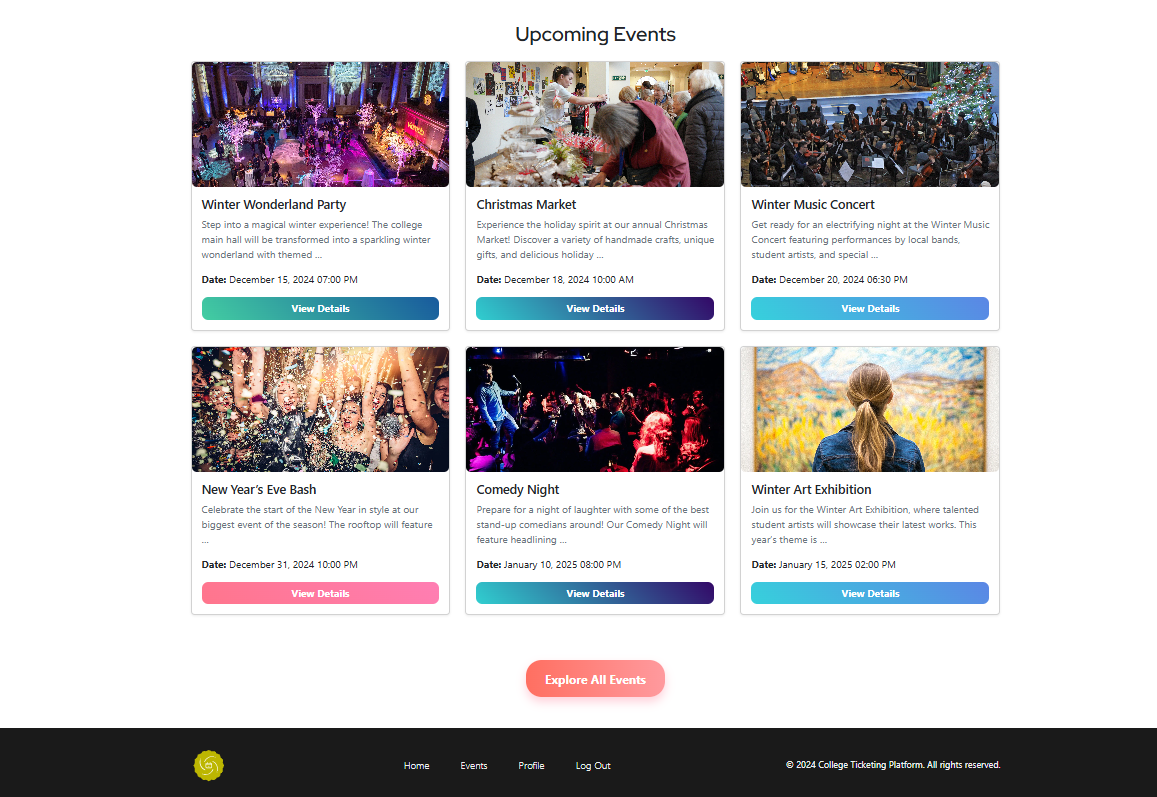 Upcoming Events
Winter Wonderland Party
Step into a magical winter experience! The college
main hall will be transformed into a sparkling winter
wonderland with themed ...
Date: December 15, 2024 07:00 PM
View Details
Christmas Market
Experience the holiday spirit at our annual Christmas
Market! Discover a variety of handmade crafts, unique
gifts, and delicious holiday ...
Date: December 18, 2024 10:00 AM
View Details
Winter Music Concert
Get ready for an electrifying night at the Winter Music
Concert featuring performances by local bands,
student artists, and special ...
Date: December 20, 2024 06:30 PM
View Details
New Year’s Eve Bash
Celebrate the start of the New Year in style at our
biggest event of the season! The rooftop will feature
...
Date: December 31, 2024 10:00 PM
View Details
Comedy Night
Prepare for a night of laughter with some of the best
stand-up comedians around! Our Comedy Night will
feature headlining ...
Date: January 10, 2025 08:00 PM
View Details
Winter Art Exhibition
Join us for the Winter Art Exhibition, where talented
student artists will showcase their latest works. This
year’s theme is ...
Date: January 15, 2025 02:00 PM
View Details
Explore All Events
Home
Events
Profile
Log Out
© 2024 College Ticketing Platform. All rights reserved.